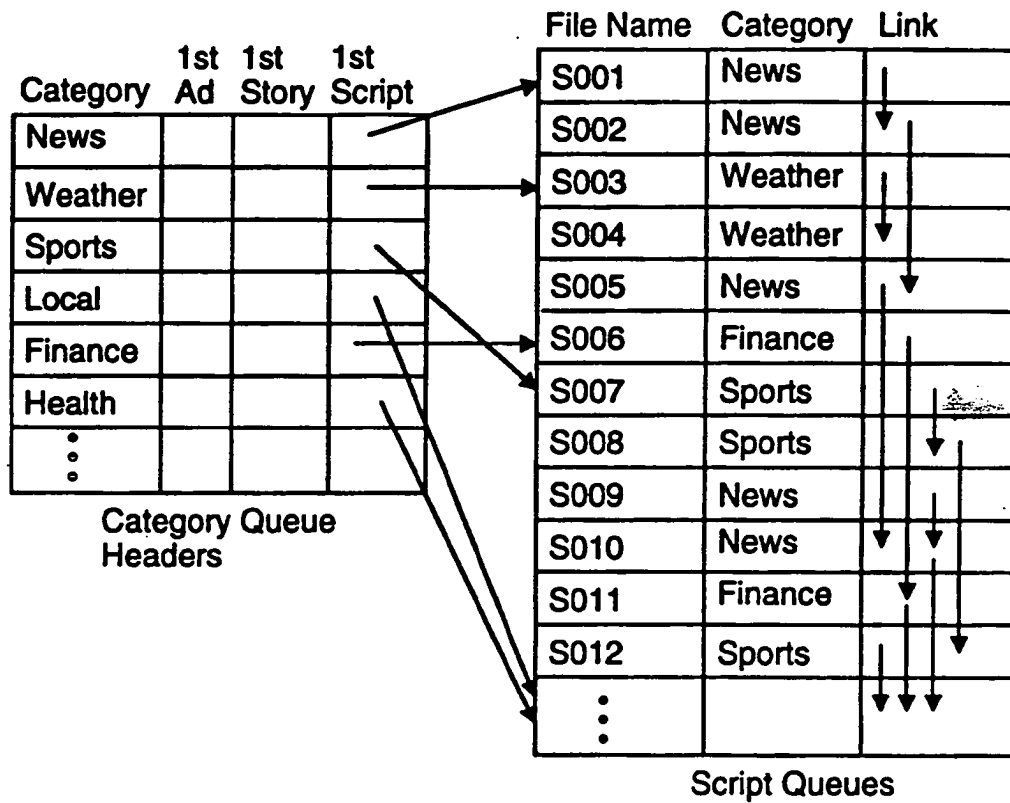 1st 1st 1st
Category Ad Story Script
News
Weather
Sports
Local
Finance
Health
Category Queue
Headers
File Name Category Link
S001 News
S002 News
S003 Weather
S004 Weather
S005 News
S006 Finance
S007 Sports
S008 Sports
S009 News
S010 News
S011 Finance
S012 Sports
Script Queues